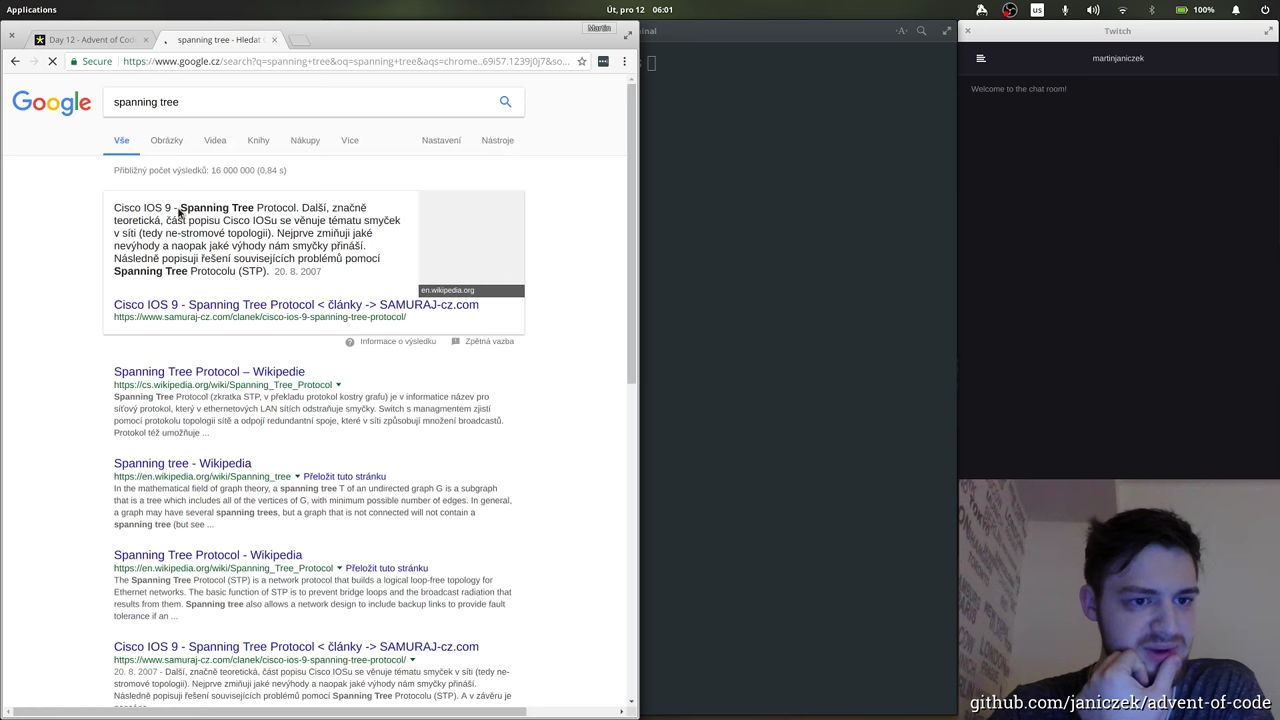 Applications
Út, pro 12 06:01
us
100%
Martin
Day 12 - Advent of Cod
spanning tree - Hledat
Secure
https://www.google.cz/search?q=spanning+tree&oq=spanning+tree&aqs=chrome..69i57.1239j0j7&so...
Google
spanning tree
Vše
Obrázky
Videa
Knihy
Nákupy
Více
Nastavení
Nástroje
Přibližný počet výsledků: 16 000 000 (0,84 s)
Cisco IOS 9 - Spanning Tree Protocol. Další, značně
teoretická, část popisu Cisco IOSu se věnuje tématu smyček
v síti (tedy ne-stromové topologii). Nejprve zmiňuji jaké
nevýhody a naopak jaké výhody nám smyčky přináší.
Následně popisuji řešení souvisejících problémů pomocí
Spanning Tree Protocolu (STP). 20. 8. 2007
en.wikipedia.org
Cisco IOS 9 - Spanning Tree Protocol < články -> SAMURAJ-cz.com
https://www.samuraj-cz.com/clanek/cisco-ios-9-spanning-tree-protocol/
Informace o výsledku
Zpětná vazba
Spanning Tree Protocol – Wikipedie
https://cs.wikipedia.org/wiki/Spanning_Tree_Protocol
Spanning Tree Protocol (zkratka STP, v překladu protokol kostry grafu) je v informatice název pro
síťový protokol, který v ethernetových LAN sítích odstraňuje smyčky. Switch s managmentem zjistí
pomocí protokolu topologii sítě a odpojí redundantní spoje, které v síti způsobují množení broadcastů.
Protokol též umožňuje ...
Spanning tree - Wikipedia
https://en.wikipedia.org/wiki/Spanning_tree Přeložit tuto stránku
In the mathematical field of graph theory, a spanning tree T of an undirected graph G is a subgraph
that is a tree which includes all of the vertices of G, with minimum possible number of edges. In general,
a graph may have several spanning trees, but a graph that is not connected will not contain a
spanning tree (but see ...
Spanning Tree Protocol - Wikipedia
https://en.wikipedia.org/wiki/Spanning_Tree_Protocol Přeložit tuto stránku
The Spanning Tree Protocol (STP) is a network protocol that builds a logical loop-free topology for
Ethernet networks. The basic function of STP is to prevent bridge loops and the broadcast radiation that
results from them. Spanning tree also allows a network design to include backup links to provide fault
tolerance if an ...
Cisco IOS 9 - Spanning Tree Protocol < články -> SAMURAJ-cz.com
https://www.samuraj-cz.com/clanek/cisco-ios-9-spanning-tree-protocol/
20. 8. 2007 - Další, značně teoretická, část popisu Cisco IOSu se věnuje tématu smyček v síti (tedy ne-
stromové topologii). Nejprve zmiňuji jaké nevýhody a naopak jaké výhody nám smyčky přináší.
Následně popisuji řešení souvisejících problémů pomocí Spanning Tree Protocolu (STP). A v závěru je
minal
-A-
Twitch
martinjaniczek
Welcome to the chat room!
github.com/janiczek/advent-of-code